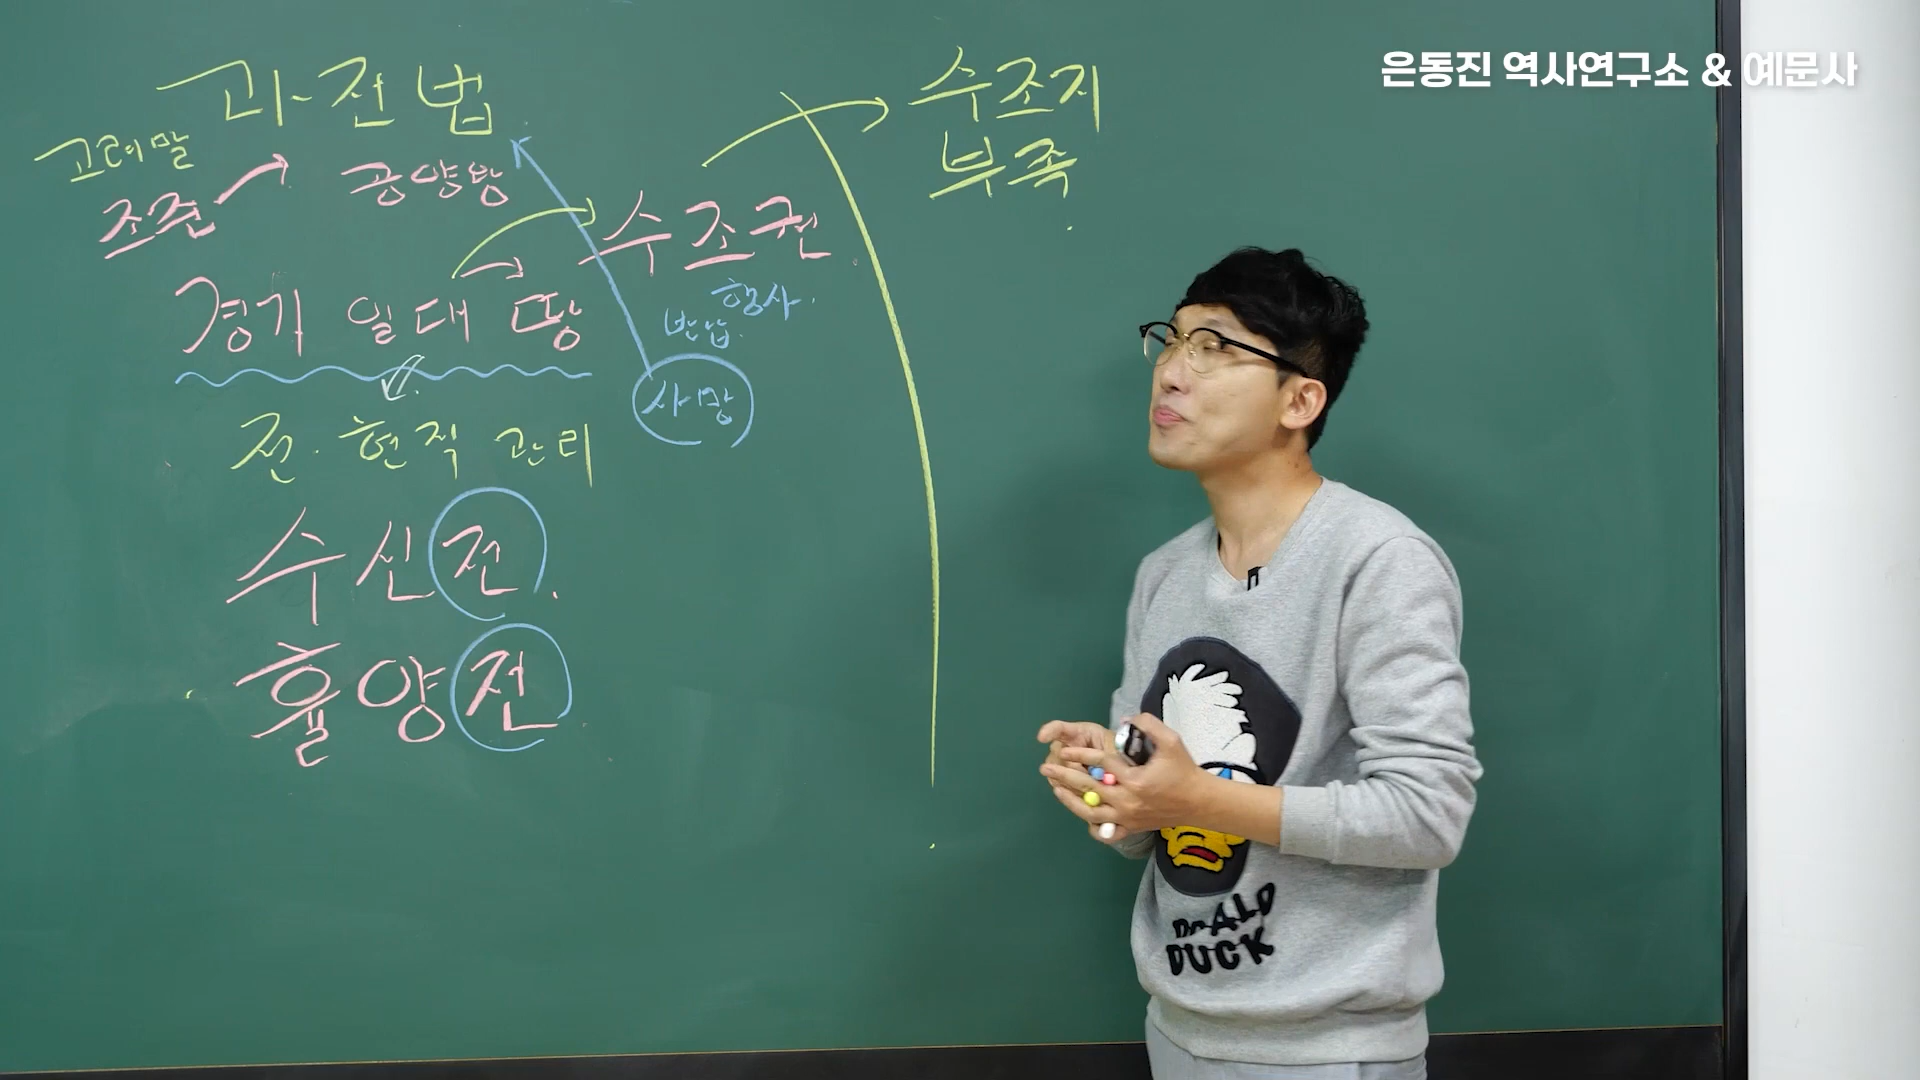 과전법
고려말
조준 공양왕
수조권
경기 일대 땅
행사.
반납.
사망
전·현직 관리
수신전.
휼양전
수조지
부족
은동진 역사연구소 & 예문사
DONALD
DUCK